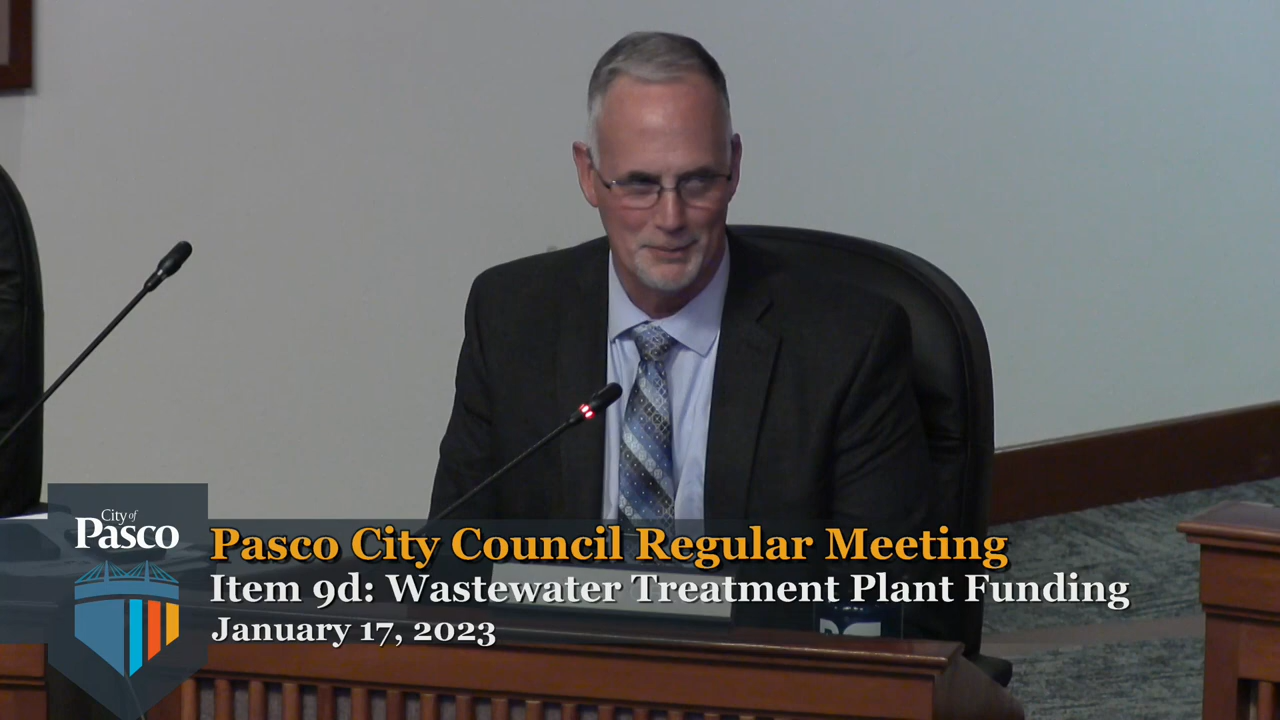 City of
Pasco
Pasco City Council Regular Meeting
Item 9d: Wastewater Treatment Plant Funding
January 17, 2023